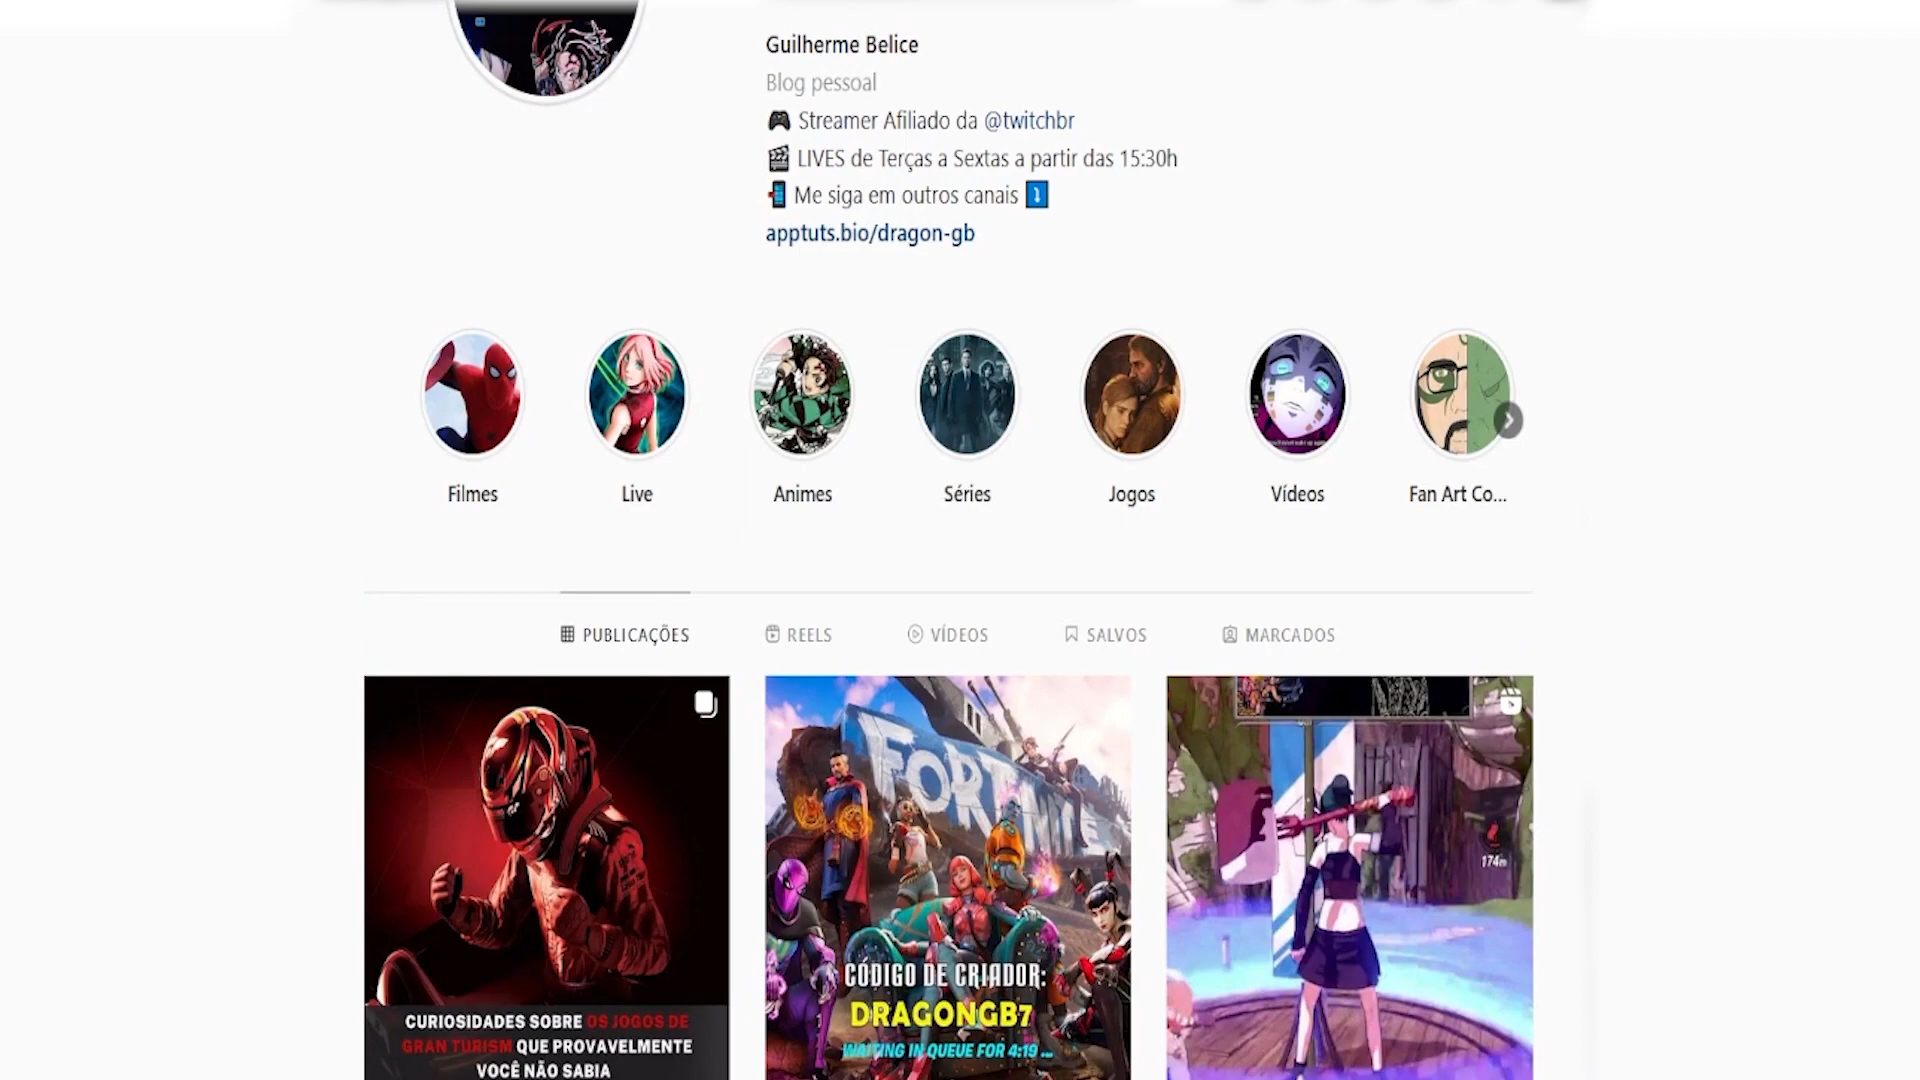 Guilherme Belice
Blog pessoal
🎮 Streamer Afiliado da @twitchbr
🎬 LIVES de Terças a Sextas a partir das 15:30h
📲 Me siga em outros canais ⤵️
apptuts.bio/dragon-gb
Filmes
Live
Animes
Séries
Jogos
Vídeos
Fan Art Co...
PUBLICAÇÕES
REELS
VÍDEOS
SALVOS
MARCADOS
CURIOSIDADES SOBRE OS JOGOS DE
GRAN TURISM QUE PROVAVELMENTE
VOCÊ NÃO SABIA
FORTNITE
CÓDIGO DE CRIADOR:
DRAGONGB7
WAITING IN QUEUE FOR 4:19 ...
174m